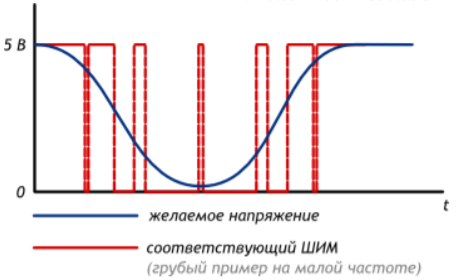 5 В
0
t
желаемое напряжение
соответствующий ШИМ
(грубый пример на малой частоте)